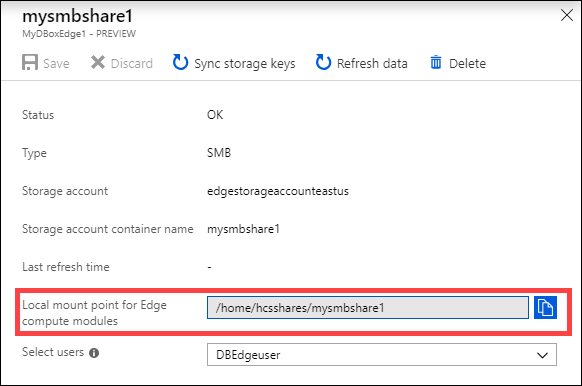 mysmbshare1
MyDBoxEdge1 - PREVIEW
Save Discard Sync storage keys Refresh data Delete
Status OK
Type SMB
Storage account edgestorageaccounteastus
Storage account container name mysmbshare1
Last refresh time -
Local mount point for Edge /home/hcsshares/mysmbshare1
compute modules
Select users DBEdgeuser